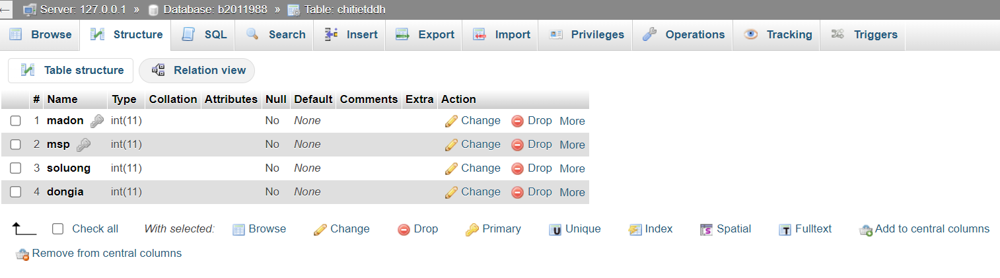 Server: 127.0.0.1 » Database: b2011988 » Table: chitietddh
Browse Structure SQL Search Insert Export Import Privileges Operations Tracking Triggers
Table structure Relation view
# Name Type Collation Attributes Null Default Comments Extra Action
1 madon int(11) No None Change Drop More
2 msp int(11) No None Change Drop More
3 soluong int(11) No None Change Drop More
4 dongia int(11) No None Change Drop More
Check all With selected: Browse Change Drop Primary Unique Index Spatial Fulltext Add to central columns
Remove from central columns